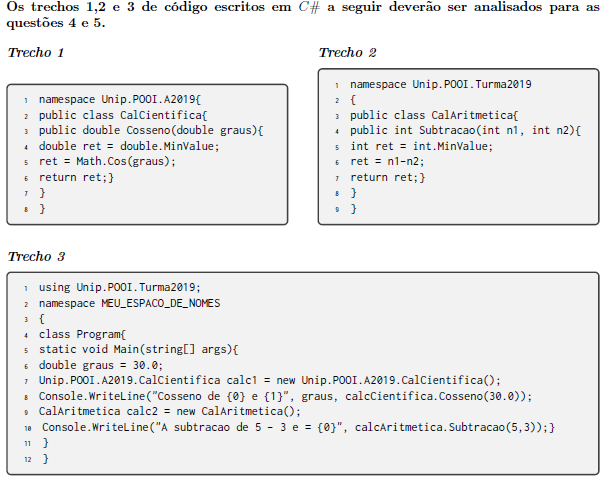 Os trechos 1,2 e 3 de código escritos em C# a seguir deverão ser analisados para as
questões 4 e 5.
Trecho 1
1 namespace Unip.POOI.A2019{
2 public class CalCientifica{
3 public double Cosseno(double graus){
4 double ret = double.MinValue;
5 ret = Math.Cos(graus);
6 return ret;}
7 }
8 }
Trecho 2
1 namespace Unip.POOI.Turma2019
2 {
3 public class CalAritmetica{
4 public int Subtracao(int n1, int n2){
5 int ret = int.MinValue;
6 ret = n1-n2;
7 return ret;}
8 }
9 }
Trecho 3
1 using Unip.POOI.Turma2019;
2 namespace MEU_ESPACO_DE_NOMES
3 {
4 class Program{
5 static void Main(string[] args){
6 double graus = 30.0;
7 Unip.POOI.A2019.CalCientifica calc1 = new Unip.POOI.A2019.CalCientifica();
8 Console.WriteLine("Cosseno de {0} e {1}", graus, calcCientifica.Cosseno(30.0));
9 CalAritmetica calc2 = new CalAritmetica();
10 Console.WriteLine("A subtracao de 5 - 3 e = {0}", calcAritmetica.Subtracao(5,3));}
11 }
12 }